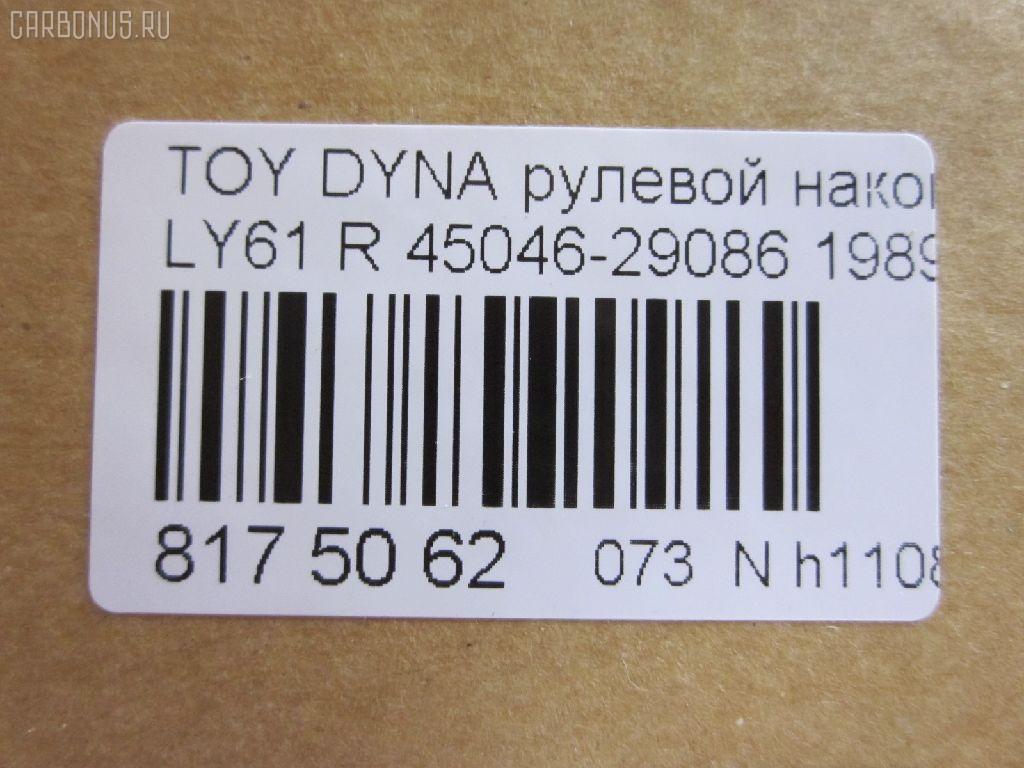 CARBONUS.RU
TOY DYNA рулевой нако
LY61 R 45046-29086 1989
817 50 62 073 N h1108